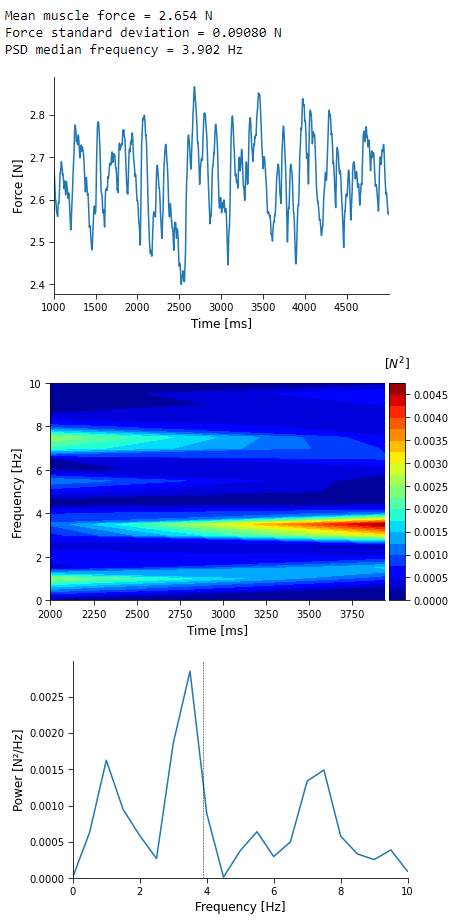 Mean muscle force = 2.654 N
Force standard deviation = 0.09080 N
PSD median frequency = 3.902 Hz
2.8
2.7
2.6
2.5
2.4
Force [N]
1000 1500 2000 2500 3000 3500 4000 4500
Time [ms]
[N²]
10
8
6
4
2
0
Frequency [Hz]
2000 2250 2500 2750 3000 3250 3500 3750
Time [ms]
0.0045
0.0040
0.0035
0.0030
0.0025
0.0020
0.0015
0.0010
0.0005
0.0000
0.0025
0.0020
0.0015
0.0010
0.0005
0.0000
Power [N²/Hz]
0 2 4 6 8 10
Frequency [Hz]